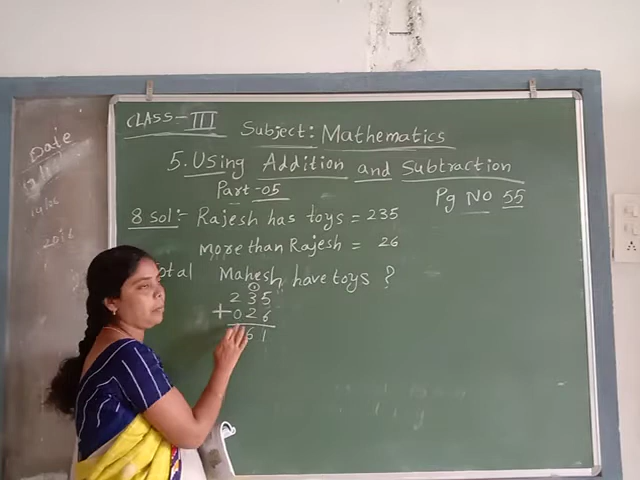 Date
CLASS-III
Subject: Mathematics
5. Using Addition and Subtraction
Part-05
Pg NO 55
8 sol:- Rajesh has toys = 235
more than Rajesh = 26
Mahesh have toys ?
1
235
+026
61